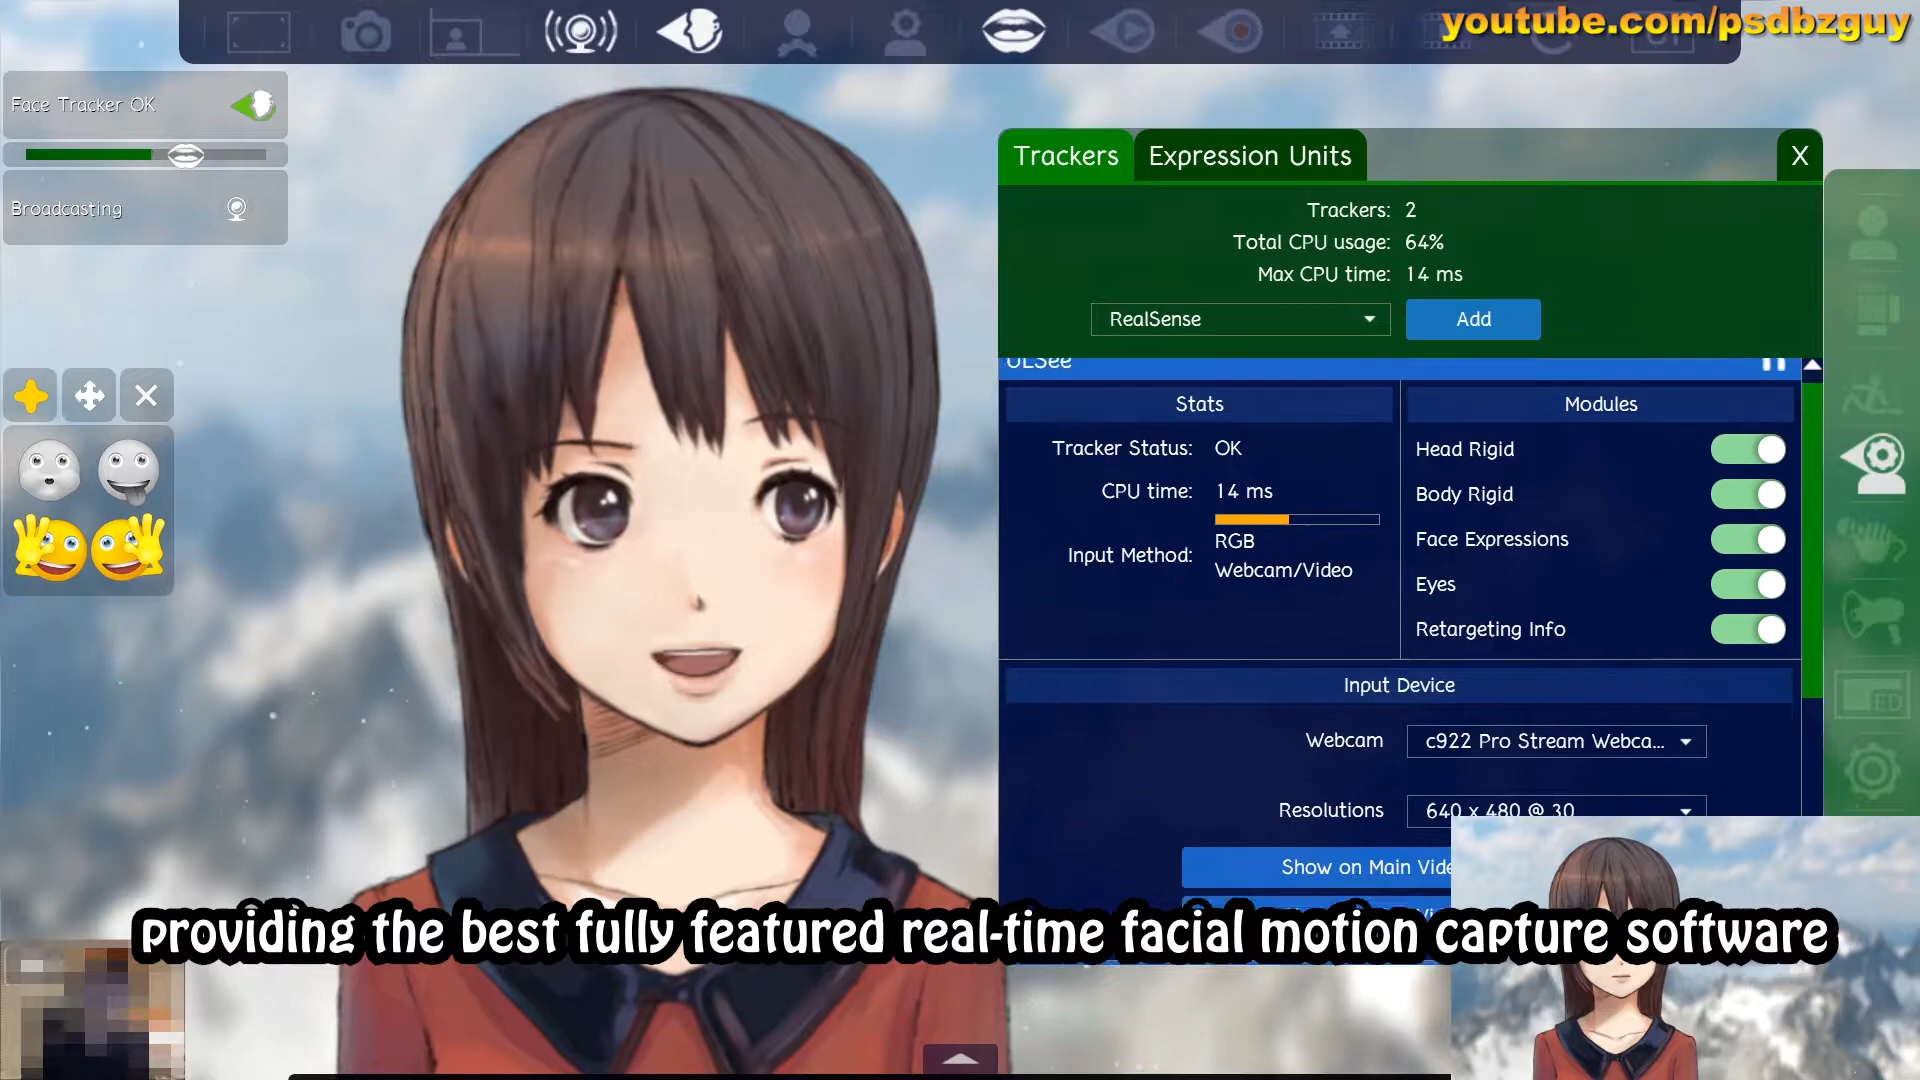 youtube.com/psdbzguy
Face Tracker OK
Broadcasting
Trackers
Expression Units
X
Trackers: 2
Total CPU usage: 64%
Max CPU time: 14 ms
RealSense
Add
ULSee
Stats
Modules
Tracker Status: OK
CPU time: 14 ms
Input Method: RGB
Webcam/Video
Head Rigid
Body Rigid
Face Expressions
Eyes
Retargeting Info
Input Device
Webcam
c922 Pro Stream Webca...
Resolutions
640 x 480 @ 30
Show on Main Vide
providing the best fully featured real-time facial motion capture software